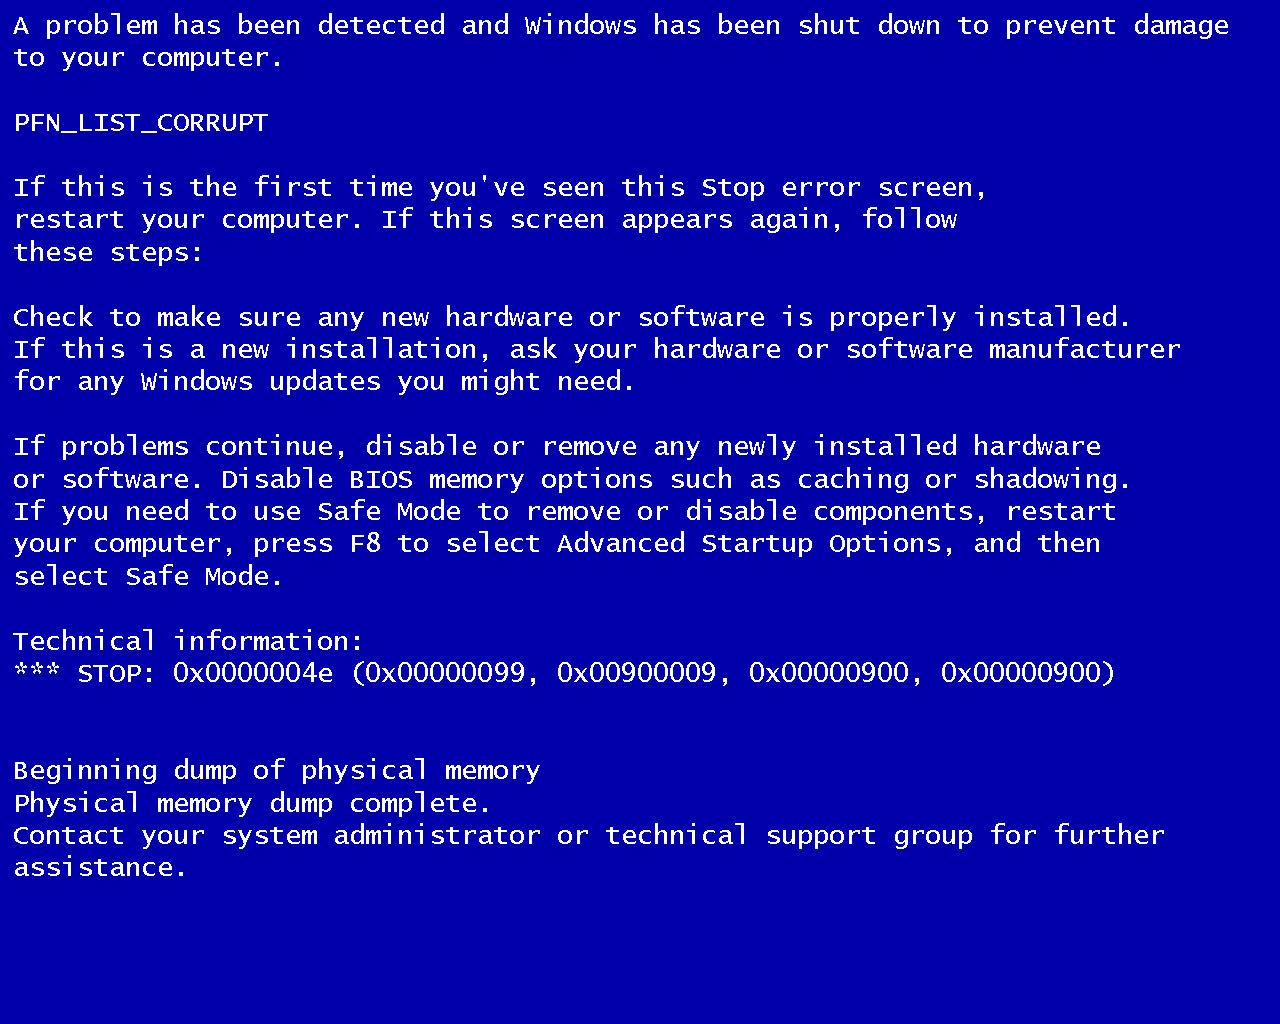 A problem has been detected and Windows has been shut down to prevent damage
to your computer.
PFN_LIST_CORRUPT
If this is the first time you've seen this Stop error screen,
restart your computer. If this screen appears again, follow
these steps:
Check to make sure any new hardware or software is properly installed.
If this is a new installation, ask your hardware or software manufacturer
for any Windows updates you might need.
If problems continue, disable or remove any newly installed hardware
or software. Disable BIOS memory options such as caching or shadowing.
If you need to use Safe Mode to remove or disable components, restart
your computer, press F8 to select Advanced Startup Options, and then
select Safe Mode.
Technical information:
*** STOP: 0x0000004e (0x00000099, 0x00900009, 0x00000900, 0x00000900)
Beginning dump of physical memory
Physical memory dump complete.
Contact your system administrator or technical support group for further
assistance.